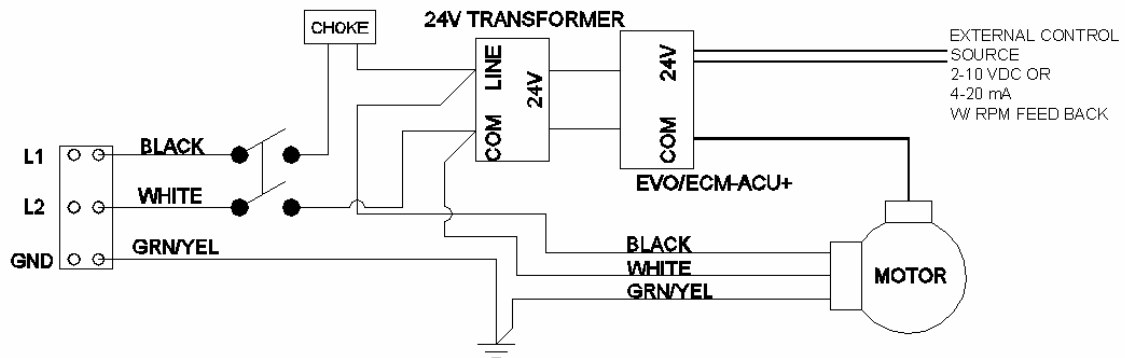 24V TRANSFORMER
CHOKE
LINE
COM
24V
24V
COM
EVO/ECM-ACU+
EXTERNAL CONTROL
SOURCE
2-10 VDC OR
4-20 mA
W/ RPM FEED BACK
L1
BLACK
L2
WHITE
GND
GRN/YEL
BLACK
WHITE
GRN/YEL
MOTOR